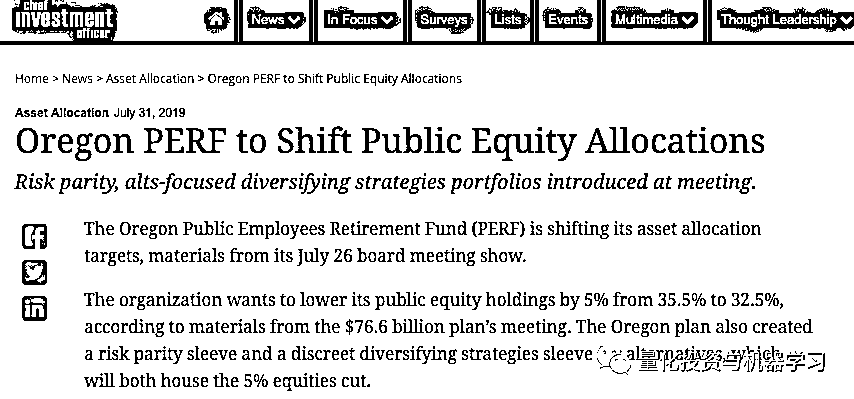 chief
investment
officer
News In Focus Surveys Lists Events Multimedia Thought Leadership
Home > News > Asset Allocation > Oregon PERF to Shift Public Equity Allocations
Asset Allocation July 31, 2019
Oregon PERF to Shift Public Equity Allocations
Risk parity, alts-focused diversifying strategies portfolios introduced at meeting.
The Oregon Public Employees Retirement Fund (PERF) is shifting its asset allocation
targets, materials from its July 26 board meeting show.
The organization wants to lower its public equity holdings by 5% from 35.5% to 32.5%,
according to materials from the $76.6 billion plan's meeting. The Oregon plan also created
a risk parity sleeve and a discreet diversifying strategies sleeve alternatives, which
will both house the 5% equities cut.
量化投资与机器学习